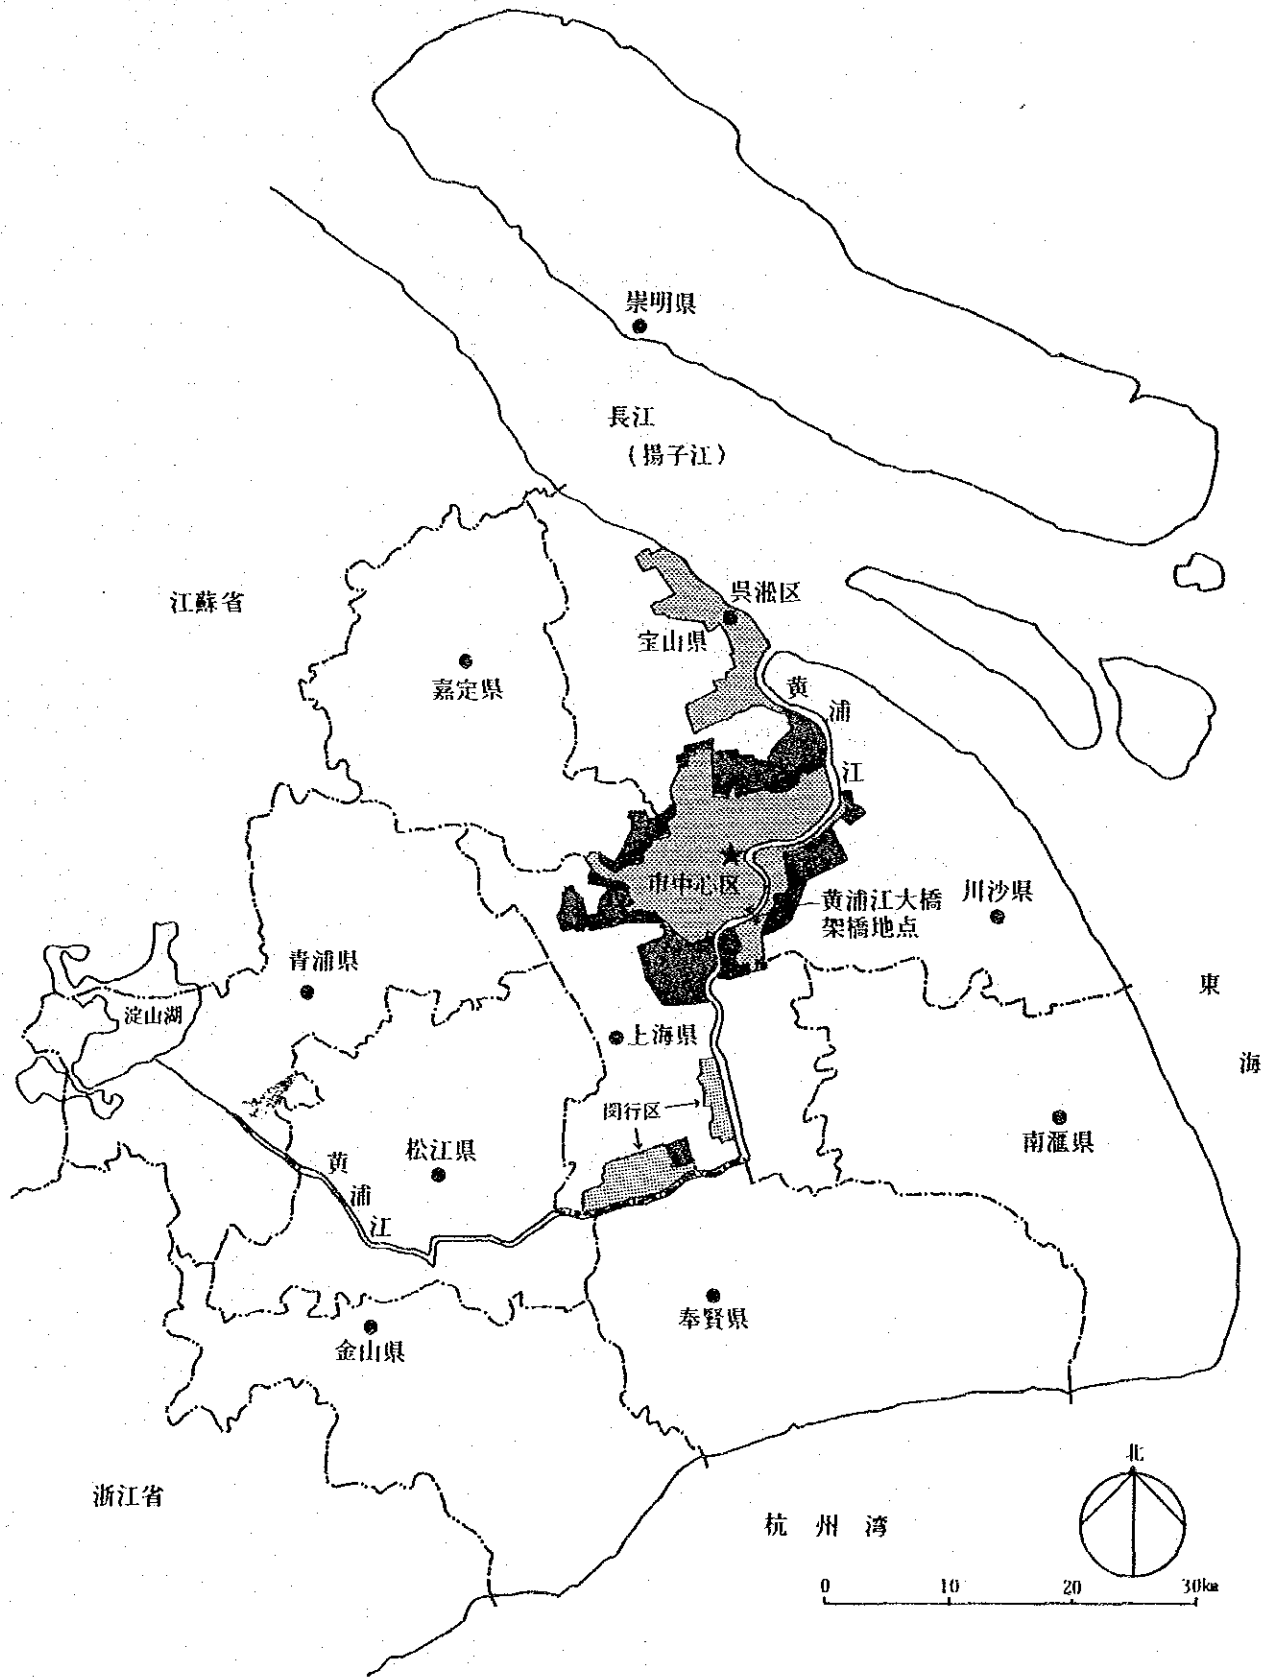 崇明県
長江
(揚子江)
江蘇省
呉淞区
宝山県
嘉定県
黄
浦
江
市中心区
黄浦江大橋
架橋地点
川沙県
青浦県
淀山湖
東
海
上海県
閔行区
松江県
南滙県
黄
浦
江
奉賢県
金山県
浙江省
杭州湾
北
0 10 20 30km